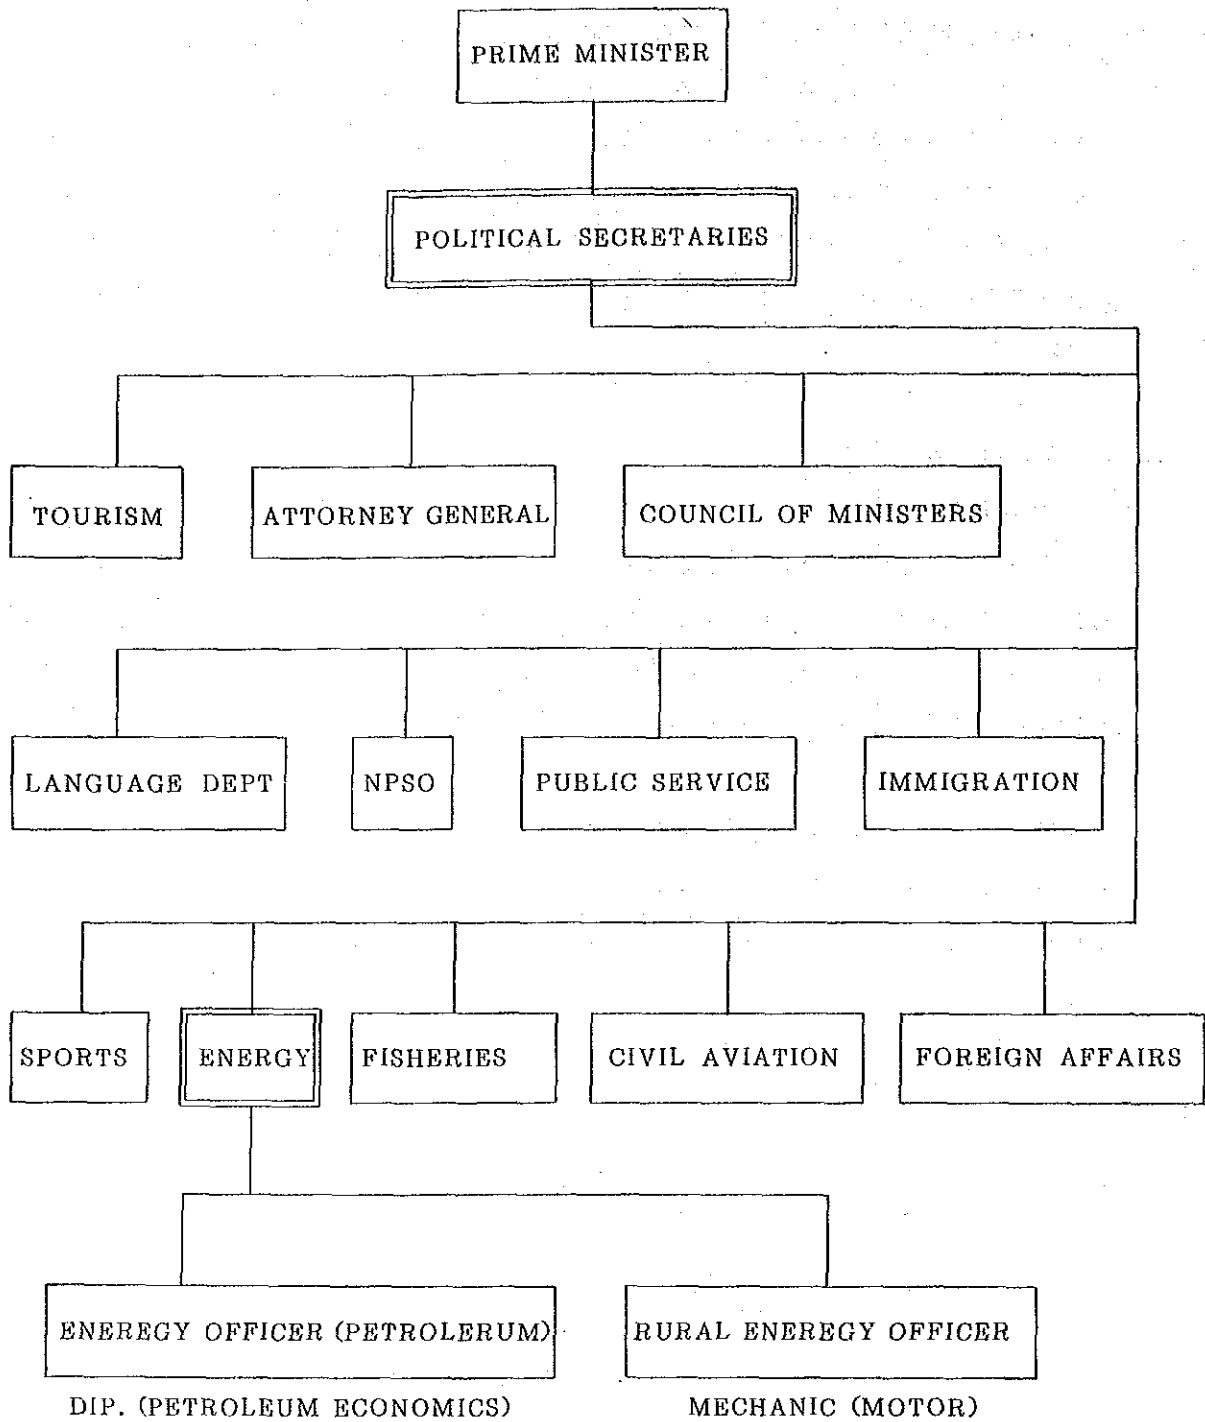 PRIME MINISTER
POLITICAL SECRETARIES
TOURISM
ATTORNEY GENERAL
COUNCIL OF MINISTERS
LANGUAGE DEPT
NPSO
PUBLIC SERVICE
IMMIGRATION
SPORTS
ENERGY
FISHERIES
CIVIL AVIATION
FOREIGN AFFAIRS
ENEREGY OFFICER (PETROLERUM)
RURAL ENEREGY OFFICER
DIP. (PETROLEUM ECONOMICS)
MECHANIC (MOTOR)